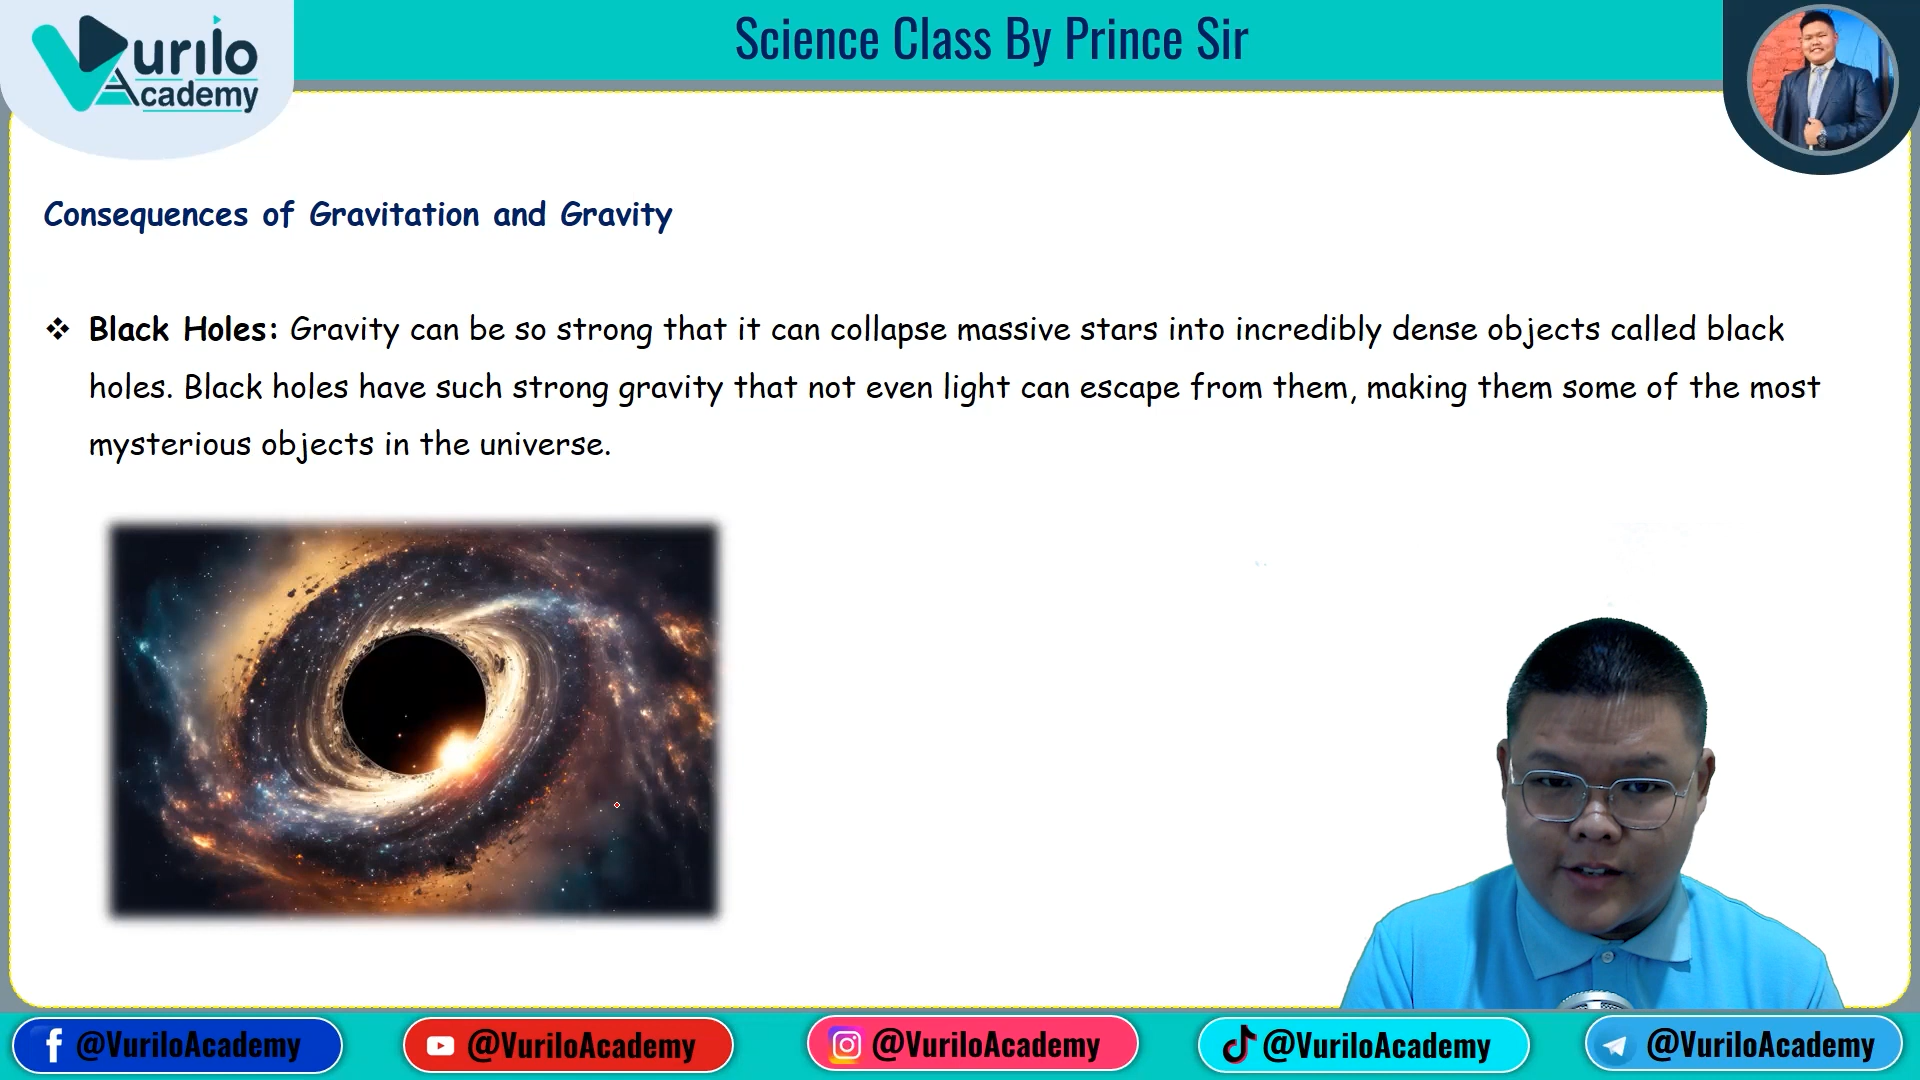 Vurilo
Academy
Science Class By Prince Sir
Consequences of Gravitation and Gravity
❖ Black Holes: Gravity can be so strong that it can collapse massive stars into incredibly dense objects called black
holes. Black holes have such strong gravity that not even light can escape from them, making them some of the most
mysterious objects in the universe.
@VuriloAcademy
@VuriloAcademy
@VuriloAcademy
@VuriloAcademy
@VuriloAcademy